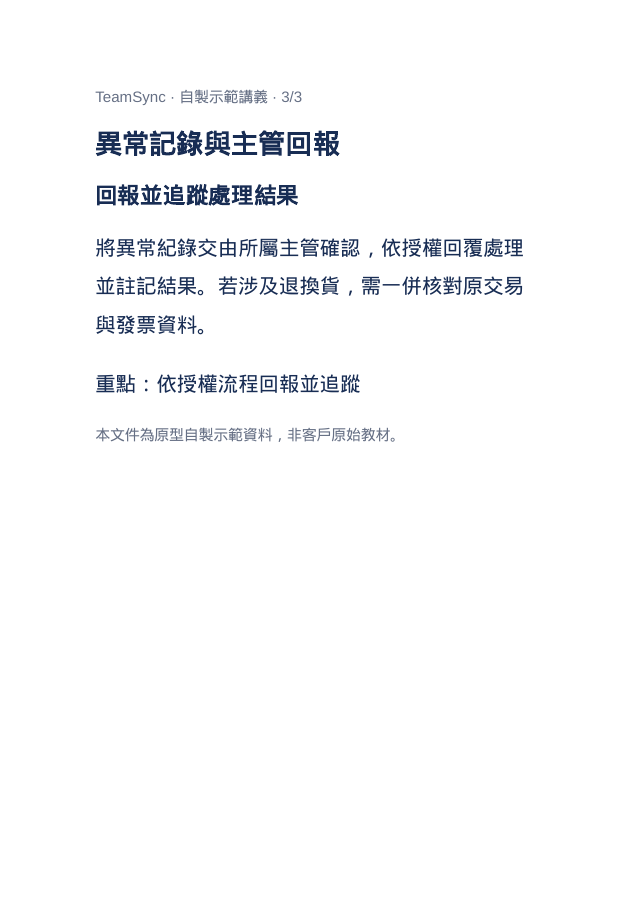 TeamSync · 自製示範講義 · 3/3
異常記錄與主管回報
回報並追蹤處理結果
將異常紀錄交由所屬主管確認，依授權回覆處理
並註記結果。若涉及退換貨，需一併核對原交易
與發票資料。
重點：依授權流程回報並追蹤
本文件為原型自製示範資料，非客戶原始教材。